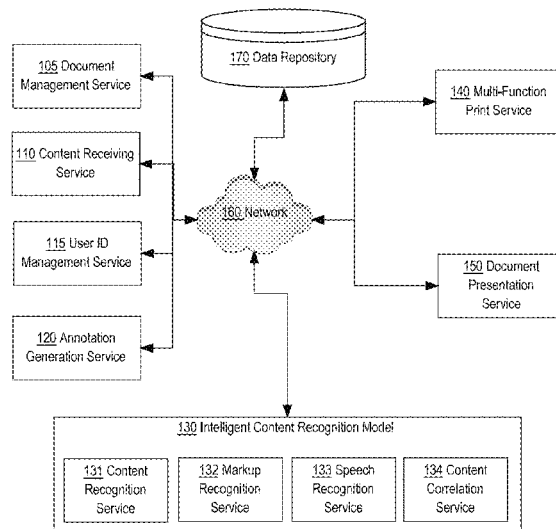 170 Data Repository
105 Document
Management Service
140 Multi-Function
Print Service
110 Content Receiving
Service
160 Network
115 User ID
Management Service
150 Document
Presentation
Service
120 Annotation
Generation Service
130 Intelligent Content Recognition Model
131 Content
Recognition
Service
132 Markup
Recognition
Service
133 Speech
Recognition
Service
134 Content
Correlation
Service